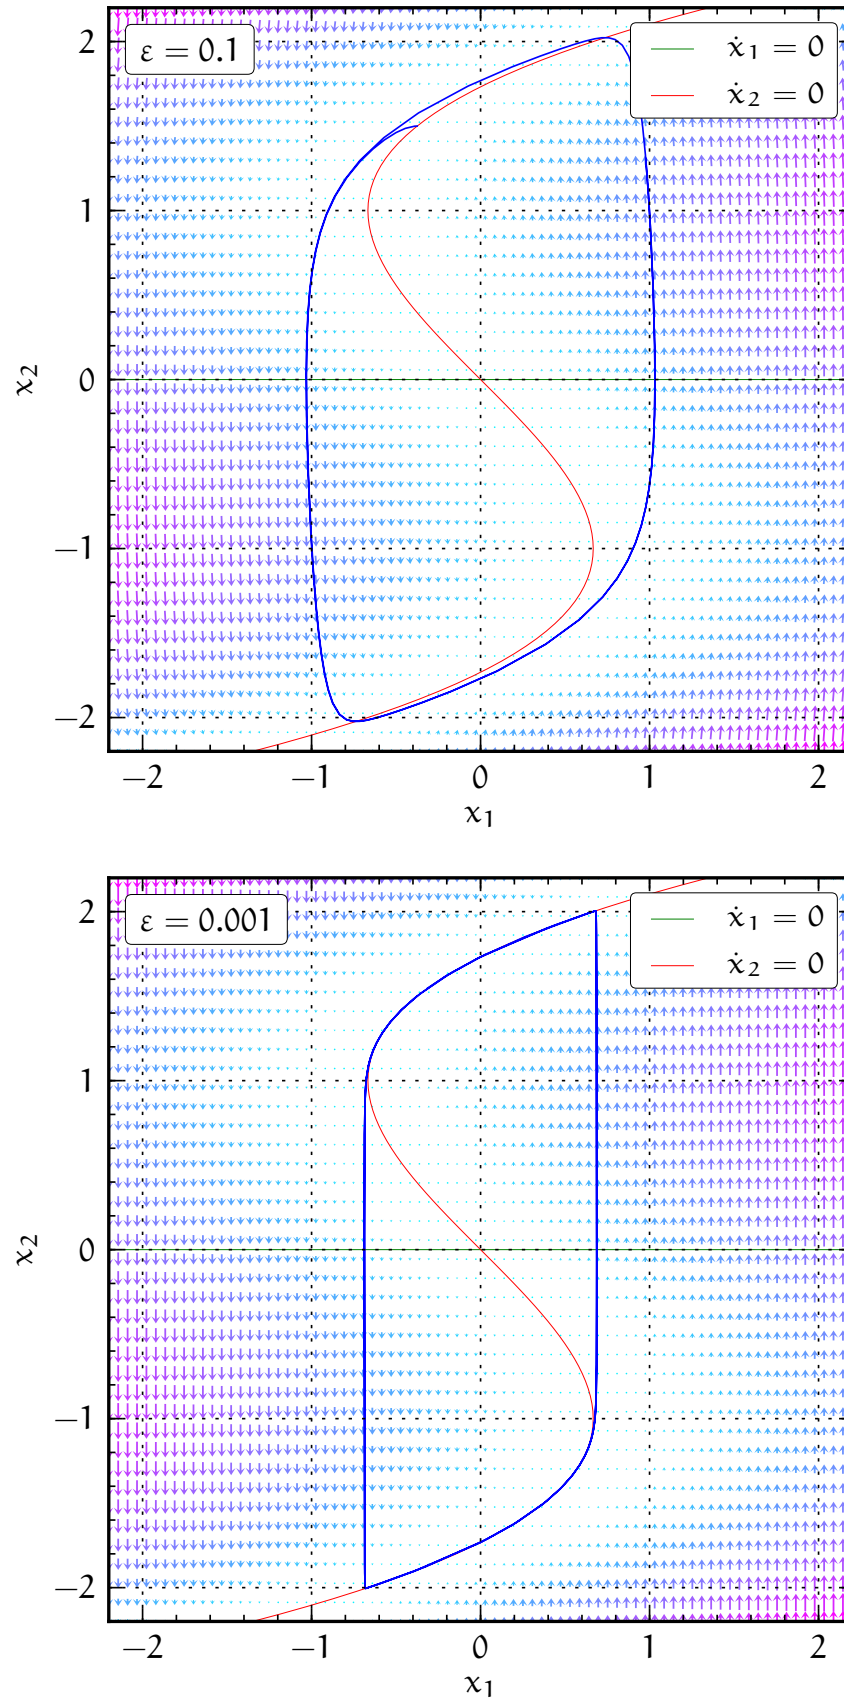 2
ε = 0.1
ẋ₁ = 0
ẋ₂ = 0
1
x₂
0
−1
−2
−2 −1 0 1 2
x₁
2
ε = 0.001
ẋ₁ = 0
ẋ₂ = 0
1
x₂
0
−1
−2
−2 −1 0 1 2
x₁